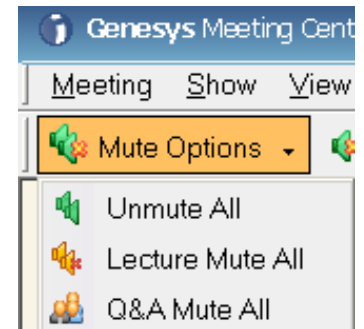 Genesys Meeting Cent
Meeting Show View
Mute Options
Unmute All
Lecture Mute All
Q&A Mute All